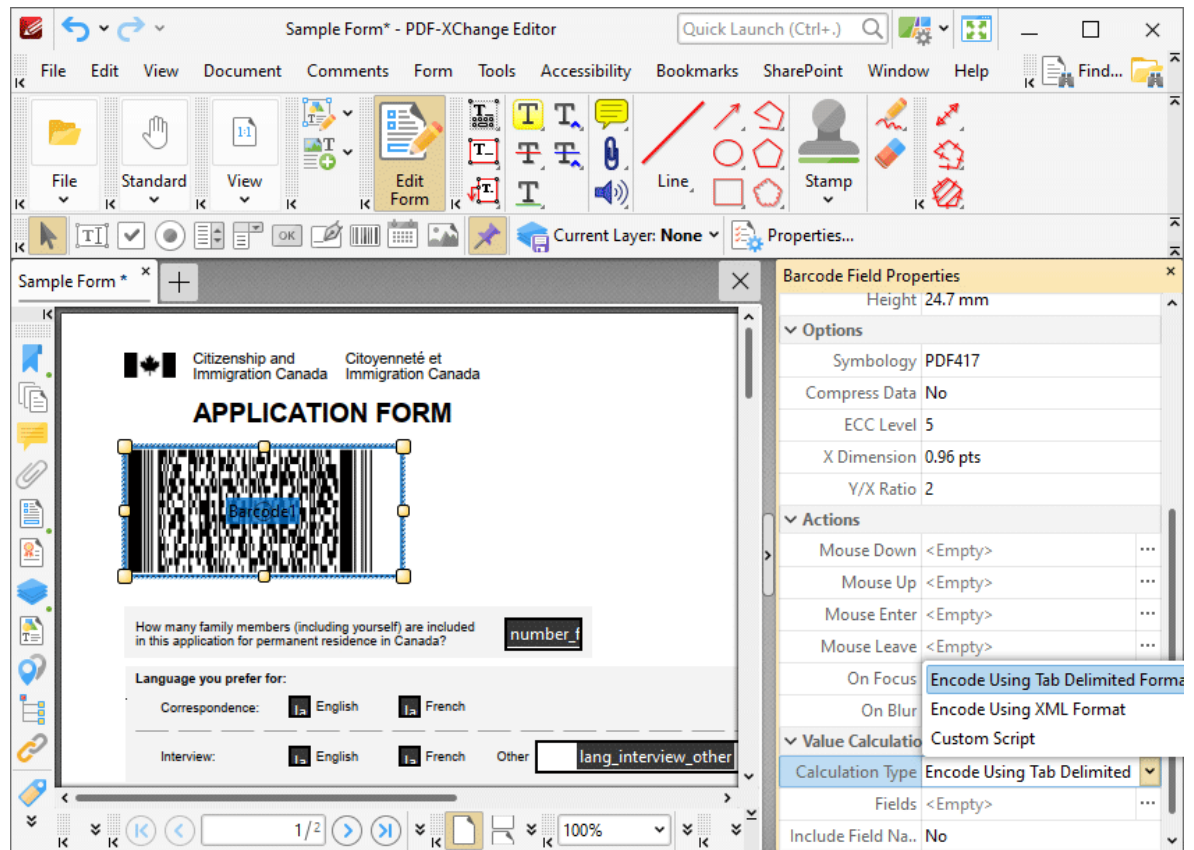 Sample Form* - PDF-XChange Editor
Quick Launch (Ctrl+.)
File Edit View Document Comments Form Tools Accessibility Bookmarks SharePoint Window Help
Find...
File
Standard
1:1
View
Edit
Form
Line
Stamp
OK
Current Layer: None
Properties...
Sample Form *
Citizenship and
Immigration Canada
Citoyenneté et
Immigration Canada
APPLICATION FORM
Barcode1
How many family members (including yourself) are included
in this application for permanent residence in Canada?
number_f
Language you prefer for:
Correspondence: la English la French
Interview: la English la French Other lang_interview_other
1/2
100%
Barcode Field Properties
Height 24.7 mm
Options
Symbology PDF417
Compress Data No
ECC Level 5
X Dimension 0.96 pts
Y/X Ratio 2
Actions
Mouse Down <Empty> ...
Mouse Up <Empty> ...
Mouse Enter <Empty> ...
Mouse Leave <Empty> ...
On Focus
On Blur
Encode Using Tab Delimited Forma
Encode Using XML Format
Custom Script
Value Calculatio
Calculation Type Encode Using Tab Delimited
Fields <Empty> ...
Include Field Na.. No